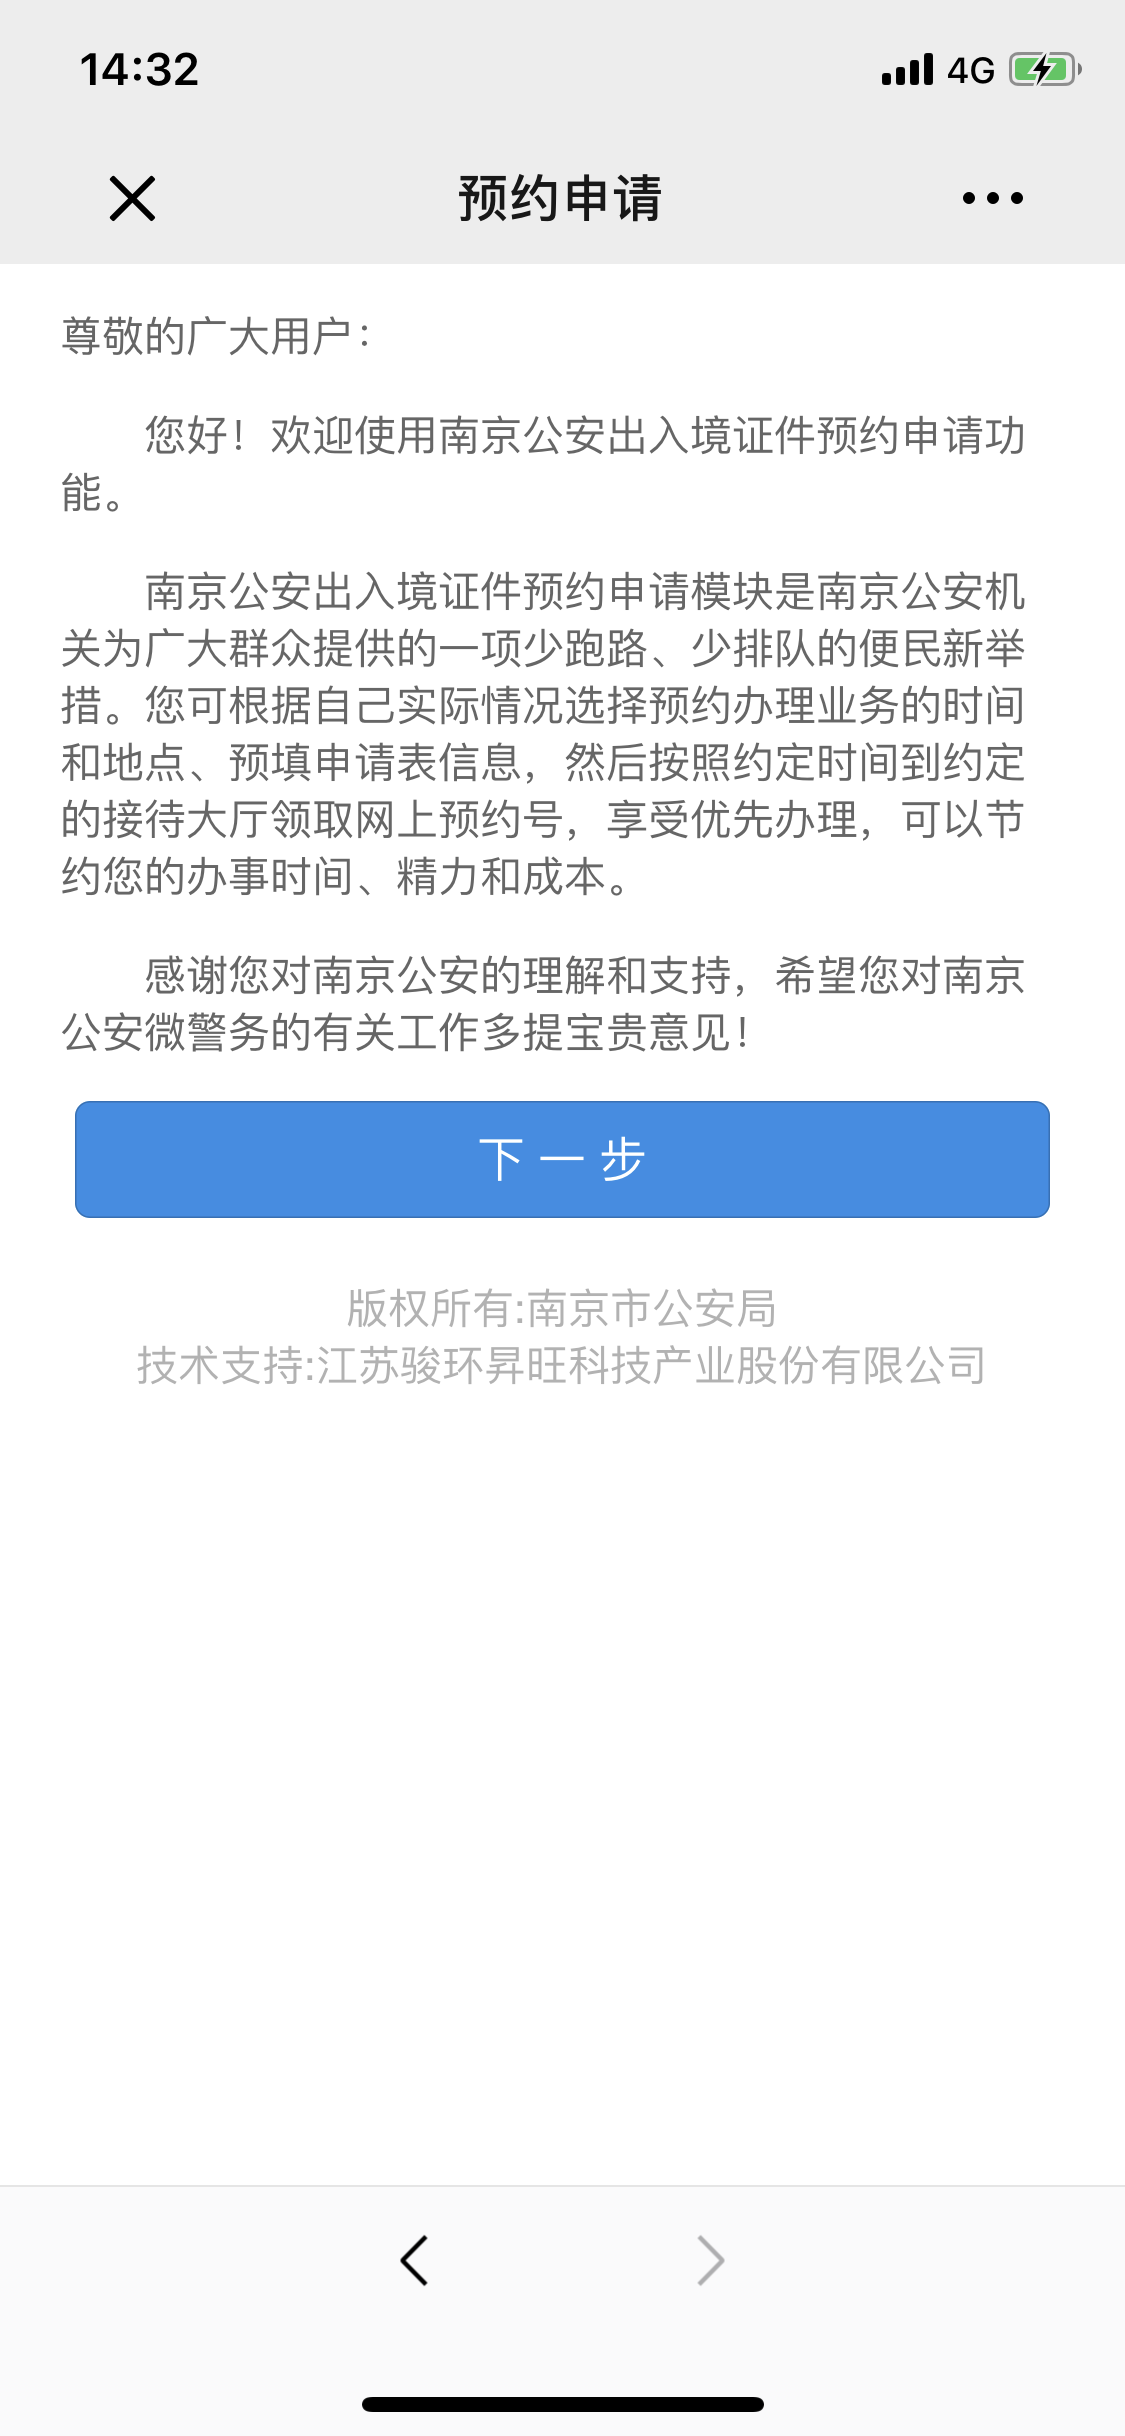 14:32
4G
预约申请
尊敬的广大用户：
您好！欢迎使用南京公安出入境证件预约申请功
能。
南京公安出入境证件预约申请模块是南京公安机
关为广大群众提供的一项少跑路、少排队的便民新举
措。您可根据自己实际情况选择预约办理业务的时间
和地点、预填申请表信息，然后按照约定时间到约定
的接待大厅领取网上预约号，享受优先办理，可以节
约您的办事时间、精力和成本。
感谢您对南京公安的理解和支持，希望您对南京
公安微警务的有关工作多提宝贵意见！
下一步
版权所有:南京市公安局
技术支持:江苏骏环昇旺科技产业股份有限公司